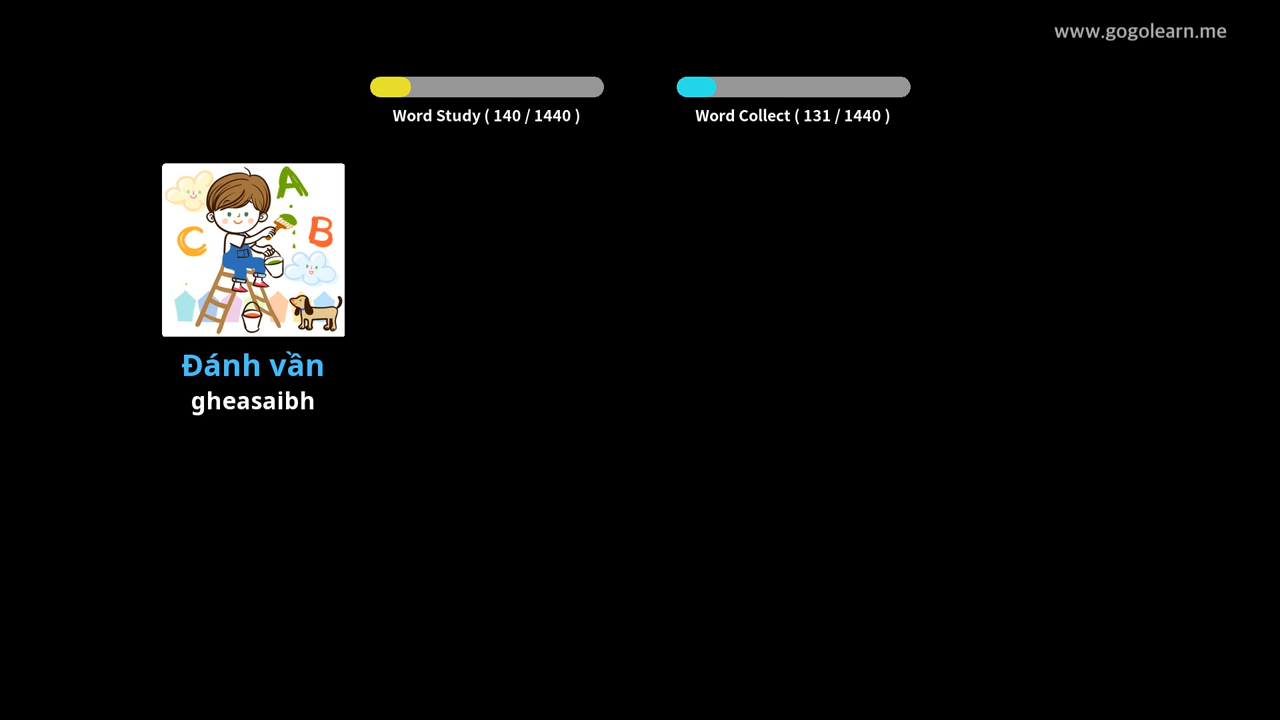 www.gogolearn.me
Word Study ( 140 / 1440 )
Word Collect ( 131 / 1440 )
A
B
C
Đánh vần
gheasaibh